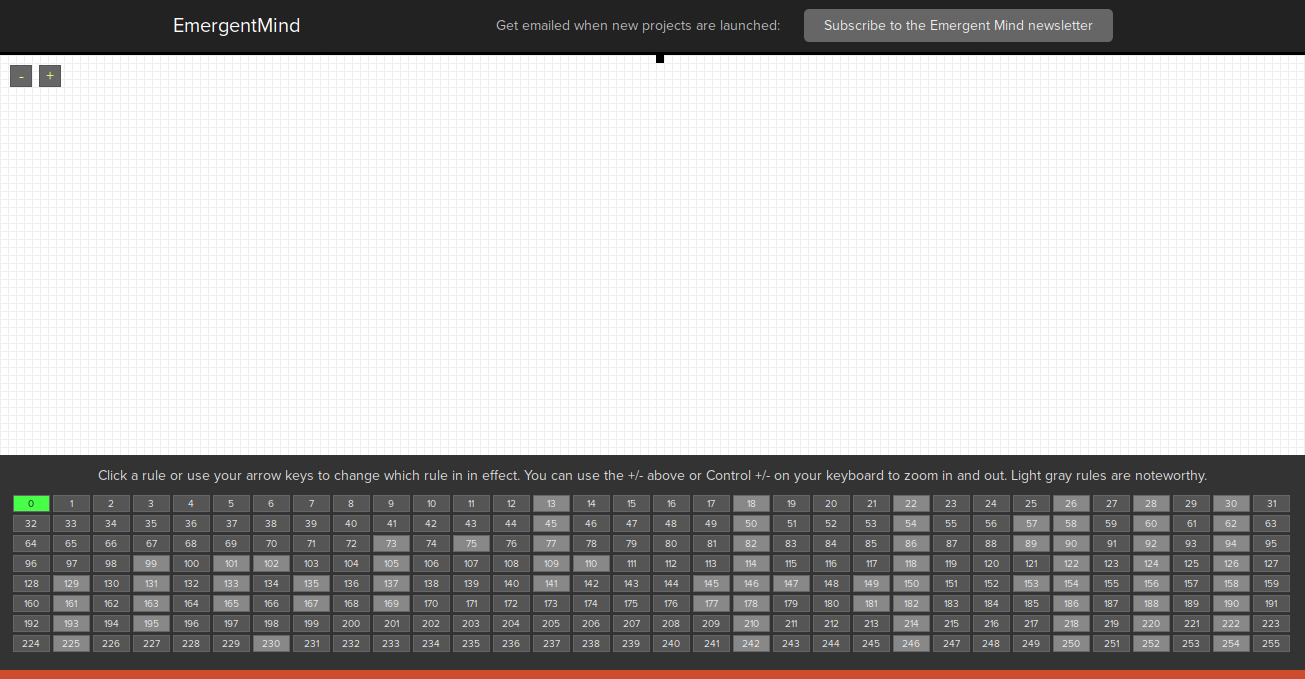 EmergentMind
Get emailed when new projects are launched:
Subscribe to the Emergent Mind newsletter
- +
Click a rule or use your arrow keys to change which rule in in effect. You can use the +/- above or Control +/- on your keyboard to zoom in and out. Light gray rules are noteworthy.
0 1 2 3 4 5 6 7 8 9 10 11 12 13 14 15 16 17 18 19 20 21 22 23 24 25 26 27 28 29 30 31
32 33 34 35 36 37 38 39 40 41 42 43 44 45 46 47 48 49 50 51 52 53 54 55 56 57 58 59 60 61 62 63
64 65 66 67 68 69 70 71 72 73 74 75 76 77 78 79 80 81 82 83 84 85 86 87 88 89 90 91 92 93 94 95
96 97 98 99 100 101 102 103 104 105 106 107 108 109 110 111 112 113 114 115 116 117 118 119 120 121 122 123 124 125 126 127
128 129 130 131 132 133 134 135 136 137 138 139 140 141 142 143 144 145 146 147 148 149 150 151 152 153 154 155 156 157 158 159
160 161 162 163 164 165 166 167 168 169 170 171 172 173 174 175 176 177 178 179 180 181 182 183 184 185 186 187 188 189 190 191
192 193 194 195 196 197 198 199 200 201 202 203 204 205 206 207 208 209 210 211 212 213 214 215 216 217 218 219 220 221 222 223
224 225 226 227 228 229 230 231 232 233 234 235 236 237 238 239 240 241 242 243 244 245 246 247 248 249 250 251 252 253 254 255